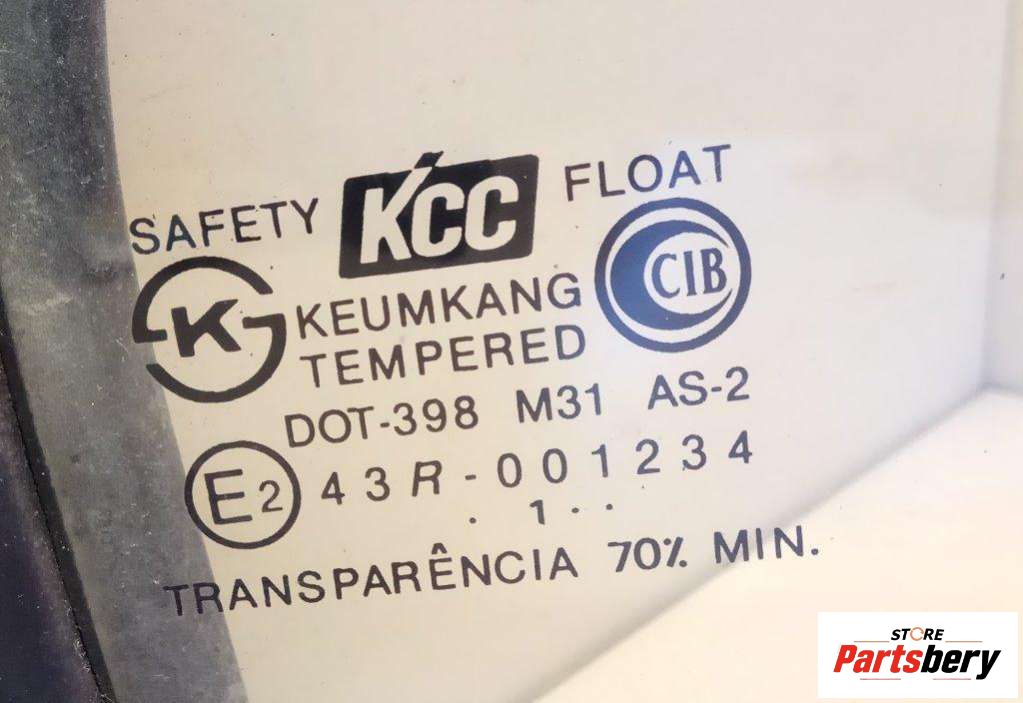 SAFETY KCC FLOAT
K
KEUMKANG
CIB
TEMPERED
DOT-398 M31 AS-2
E2 43R-001234
. 1 . .
TRANSPARÊNCIA 70% MIN.
STORE
Partsbery